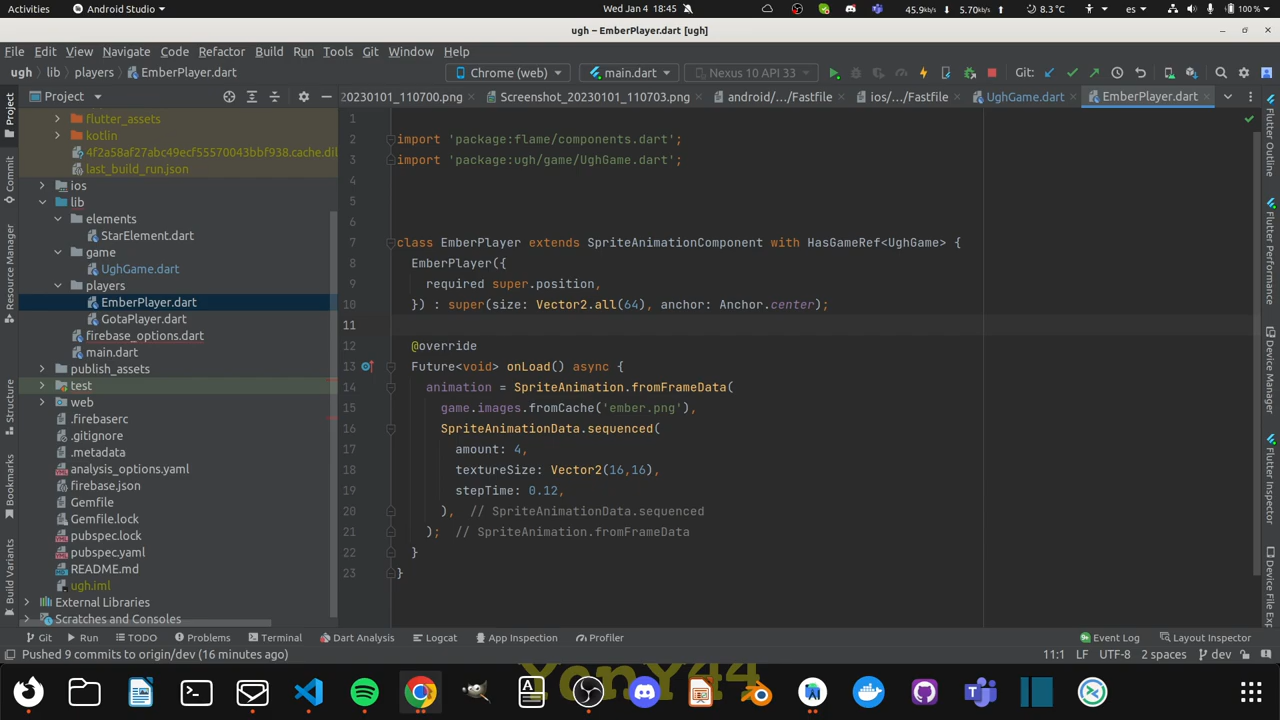 Activities
Android Studio
Wed Jan 4 18:45
45.9kB/s
5.70kB/s
8.3°C
es
100 %
ugh – EmberPlayer.dart [ugh]
File Edit View Navigate Code Refactor Build Run Tools Git Window Help
ugh lib players EmberPlayer.dart
Chrome (web) main.dart Nexus 10 API 33 Git:
Project
20230101_110700.png Screenshot_20230101_110703.png android/.../Fastfile ios/.../Fastfile UghGame.dart EmberPlayer.dart
Project
Commit
Resource Manager
Structure
Bookmarks
Build Variants
flutter_assets
kotlin
4f2a58af27abc49ecf55570043bbf938.cache.dil
last_build_run.json
ios
lib
elements
StarElement.dart
game
UghGame.dart
players
EmberPlayer.dart
GotaPlayer.dart
firebase_options.dart
main.dart
publish_assets
test
web
.firebaserc
.gitignore
.metadata
analysis_options.yaml
firebase.json
Gemfile
Gemfile.lock
pubspec.lock
pubspec.yaml
README.md
ugh.iml
External Libraries
Scratches and Consoles
1
2 import 'package:flame/components.dart';
3 import 'package:ugh/game/UghGame.dart';
4
5
6
7 class EmberPlayer extends SpriteAnimationComponent with HasGameRef<UghGame> {
8 EmberPlayer({
9 required super.position,
10 }) : super(size: Vector2.all(64), anchor: Anchor.center);
11
12 @override
13 Future<void> onLoad() async {
14 animation = SpriteAnimation.fromFrameData(
15 game.images.fromCache('ember.png'),
16 SpriteAnimationData.sequenced(
17 amount: 4,
18 textureSize: Vector2(16,16),
19 stepTime: 0.12,
20 ), // SpriteAnimationData.sequenced
21 ); // SpriteAnimation.fromFrameData
22 }
23 }
Flutter Outline
Flutter Performance
Flutter Inspector
Device Manager
Device File Exp
Git Run TODO Problems Terminal Dart Analysis Logcat App Inspection Profiler Event Log Layout Inspector
Pushed 9 commits to origin/dev (16 minutes ago)
11:1 LF UTF-8 2 spaces dev
YonY44